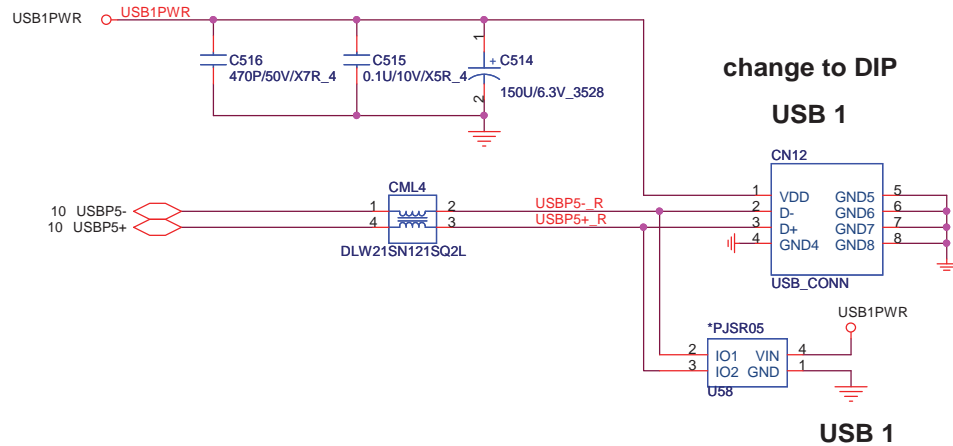 USB1PWR
USB1PWR
C516
470P/50V/X7R_4
C515
0.1U/10V/X5R_4
1
+
C514
150U/6.3V_3528
2
change to DIP
USB 1
CN12
1 VDD GND5 5
2 D- GND6 6
3 D+ GND7 7
4 GND4 GND8 8
USB_CONN
CML4
10 USBP5- 1 2 USBP5-_R
10 USBP5+ 4 3 USBP5+_R
DLW21SN121SQ2L
USB1PWR
*PJSR05
2 IO1 VIN 4
3 IO2 GND 1
U58
USB 1